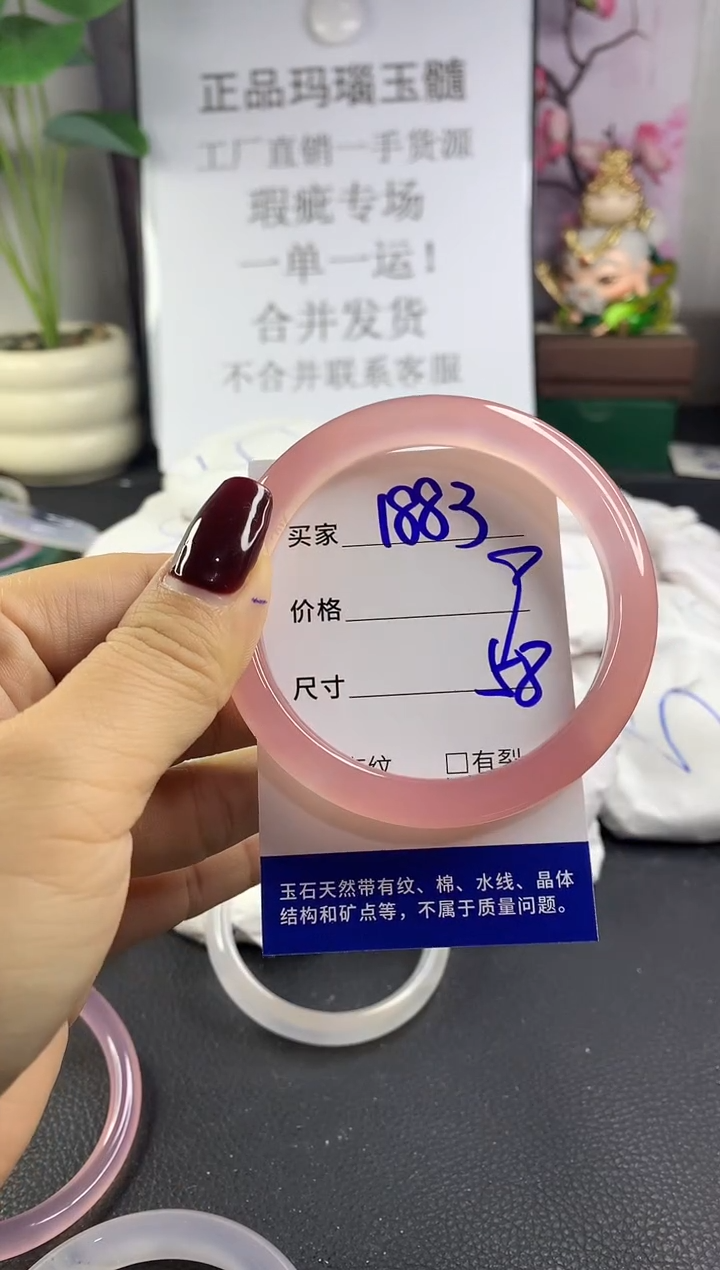 正品玛瑙玉髓
工厂直销一手货源
瑕疵专场
一单一运!
合并发货
不合并联系客服
买家 1883
价格
尺寸 58
纹 □有裂
玉石天然带有纹、棉、水线、晶体
结构和矿点等，不属于质量问题。